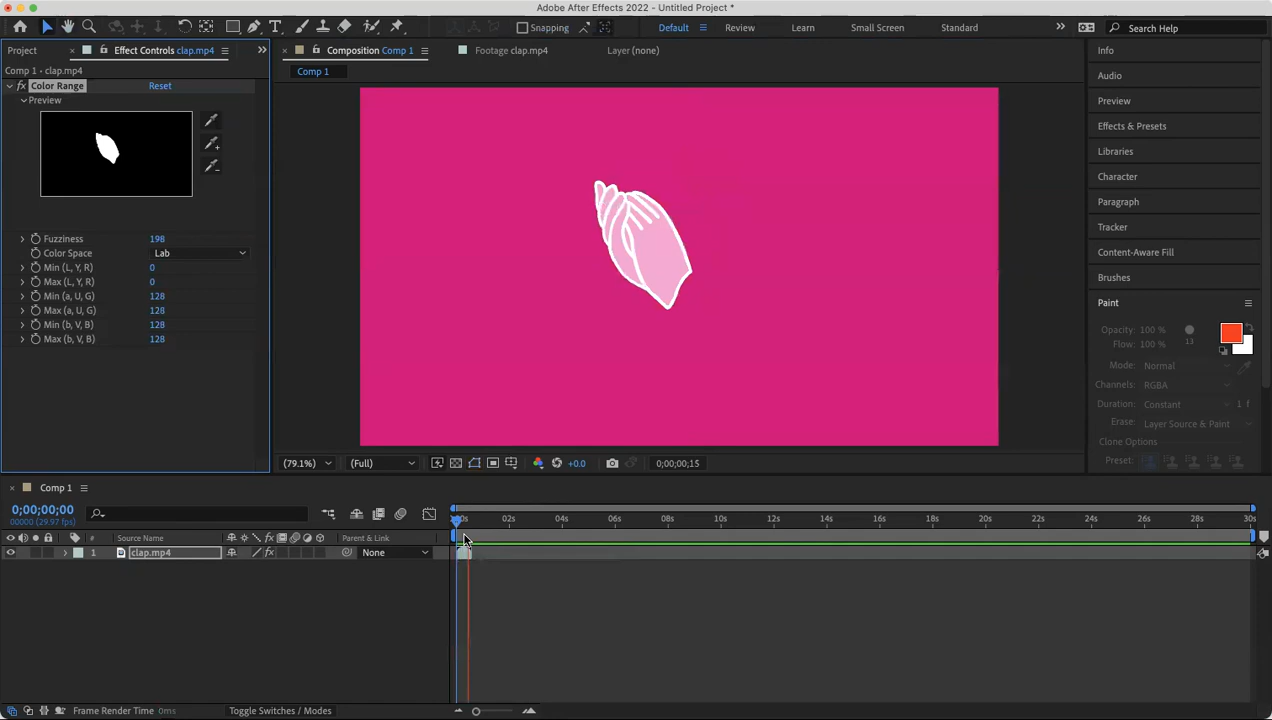 Adobe After Effects 2022 - Untitled Project *
Snapping
Default
Review
Learn
Small Screen
Standard
Search Help
Project
Effect Controls clap.mp4
Composition Comp 1
Footage clap.mp4
Layer (none)
Comp 1 • clap.mp4
Comp 1
fx Color Range
Reset
Preview
Fuzziness 198
Color Space Lab
Min (L, Y, R) 0
Max (L, Y, R) 0
Min (a, U, G) 128
Max (a, U, G) 128
Min (b, V, B) 128
Max (b, V, B) 128
Info
Audio
Preview
Effects & Presets
Libraries
Character
Paragraph
Tracker
Content-Aware Fill
Brushes
Paint
Opacity: 100 %
Flow: 100 %
13
Mode: Normal
Channels: RGBA
Duration: Constant 1 f
Erase: Layer Source & Paint
Clone Options
Preset:
(79.1%)
(Full)
+0.0
0;00;00;15
Comp 1
0;00;00;00
00000 (29.97 fps)
02s 04s 06s 08s 10s 12s 14s 16s 18s 20s 22s 24s 26s 28s 30s
# Source Name fx Parent & Link
1 clap.mp4 fx None
Frame Render Time 0ms
Toggle Switches / Modes